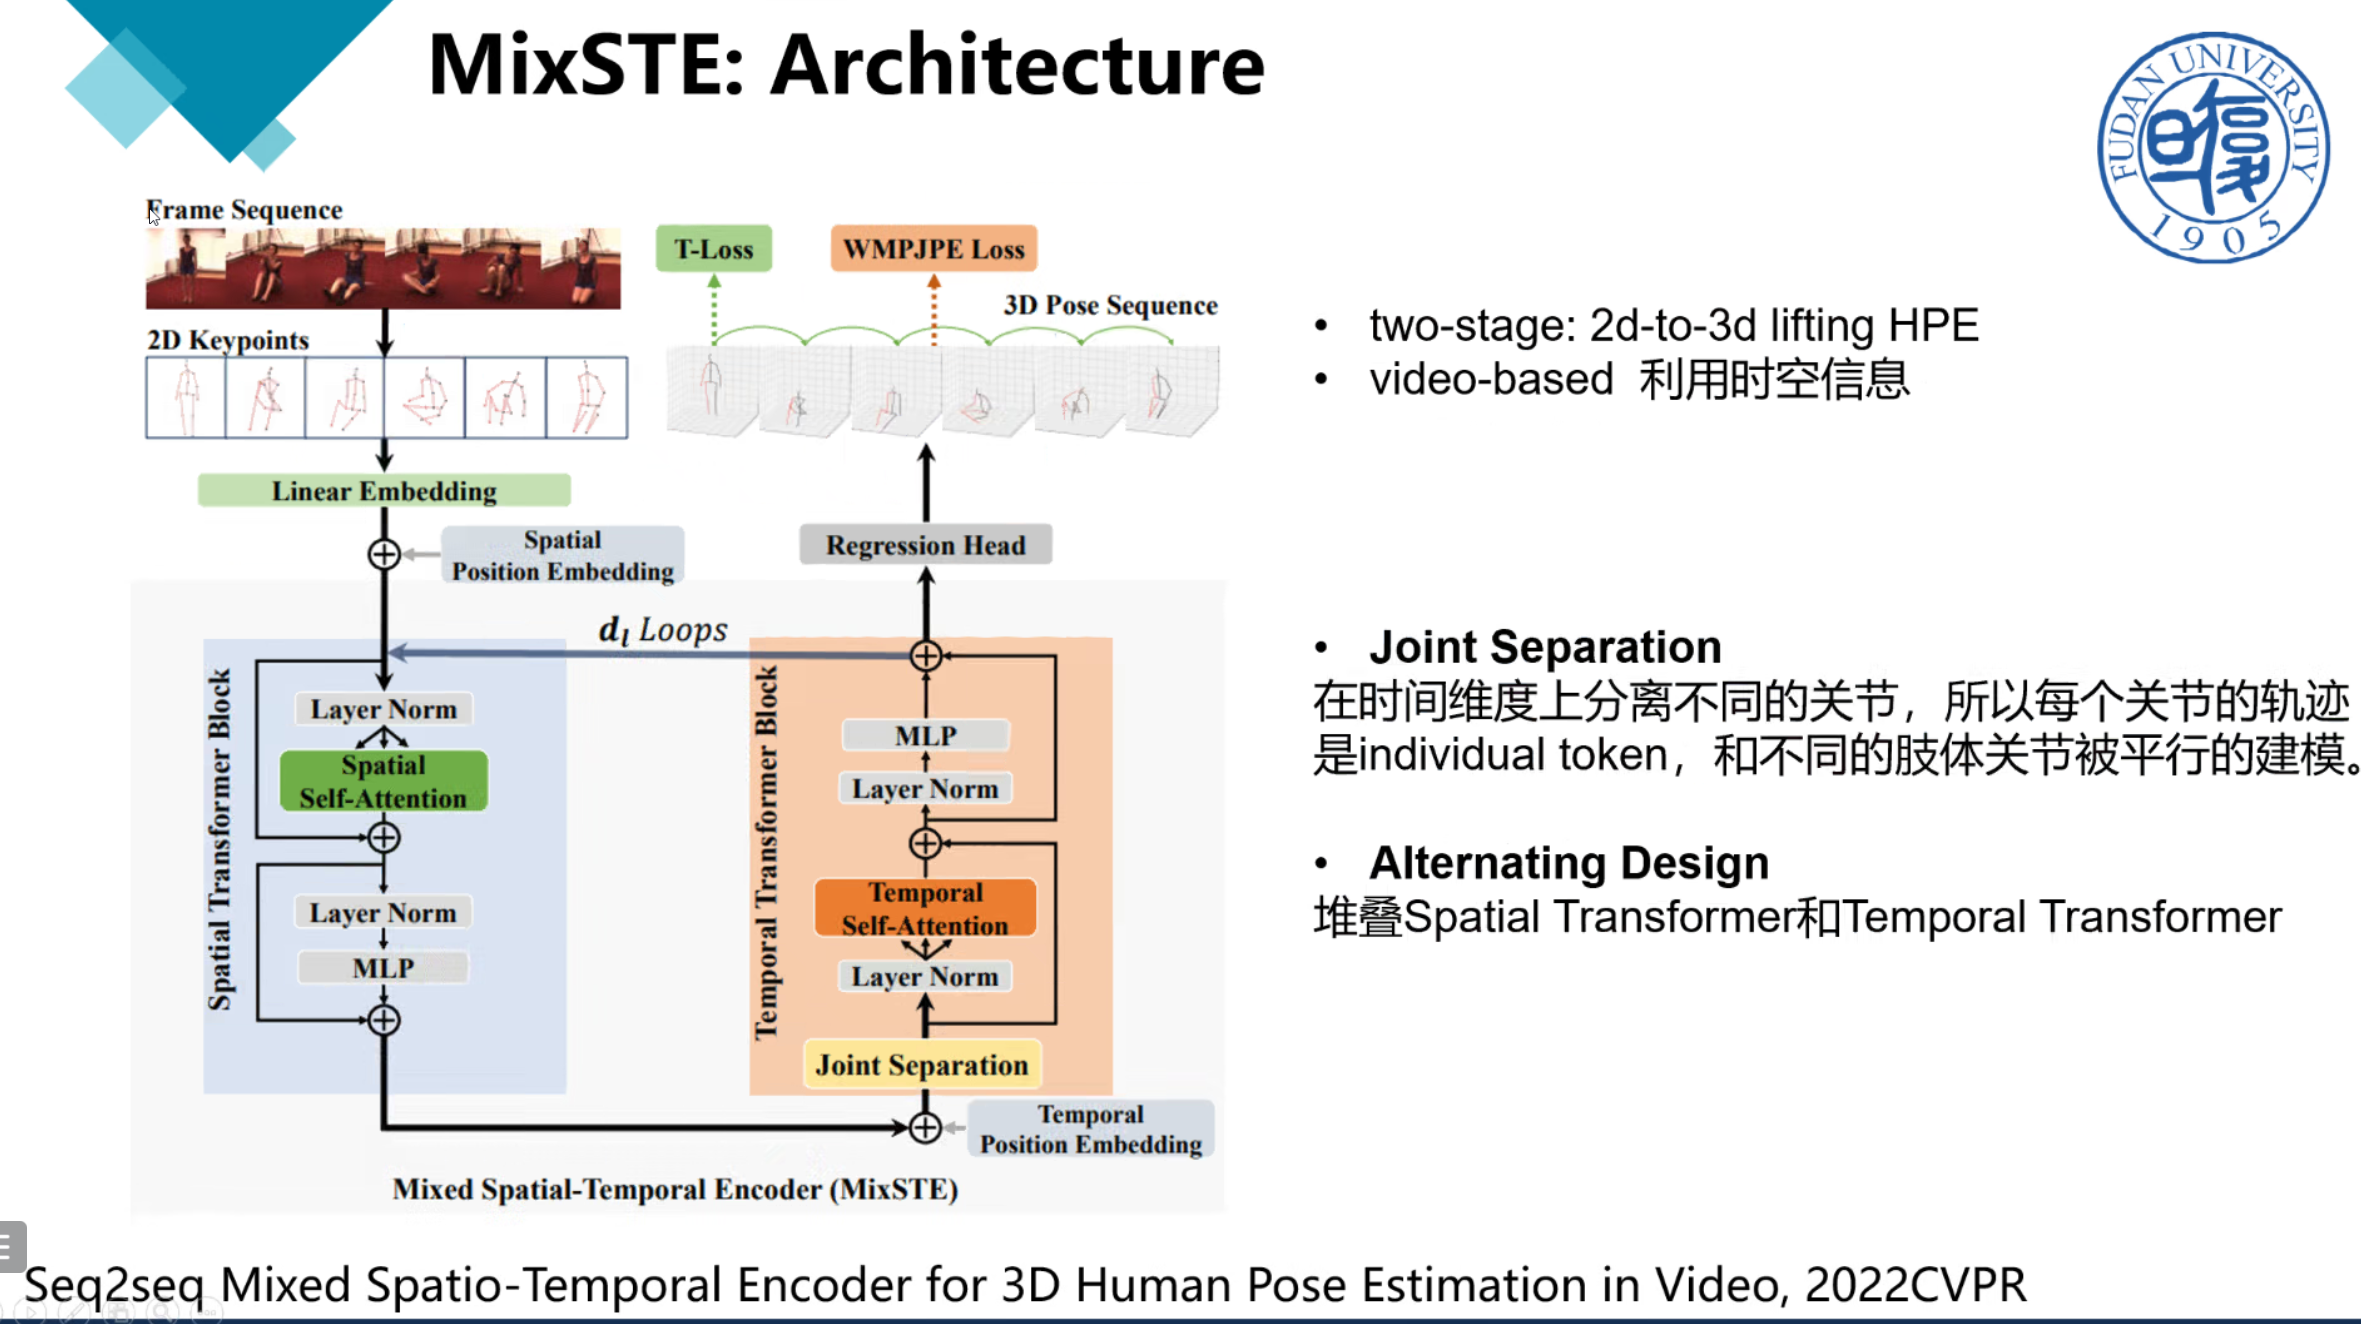 MixSTE: Architecture
FUDAN UNIVERSITY
1905
Frame Sequence
2D Keypoints
Linear Embedding
Spatial
Position Embedding
T-Loss
WMPJPE Loss
3D Pose Sequence
Regression Head
d_l Loops
Spatial Transformer Block
Layer Norm
Spatial
Self-Attention
Layer Norm
MLP
Temporal Transformer Block
MLP
Layer Norm
Temporal
Self-Attention
Layer Norm
Joint Separation
Temporal
Position Embedding
Mixed Spatial-Temporal Encoder (MixSTE)
• two-stage: 2d-to-3d lifting HPE
• video-based 利用时空信息
• Joint Separation
在时间维度上分离不同的关节，所以每个关节的轨迹
是individual token，和不同的肢体关节被平行的建模。
• Alternating Design
堆叠Spatial Transformer和Temporal Transformer
Seq2seq Mixed Spatio-Temporal Encoder for 3D Human Pose Estimation in Video, 2022CVPR